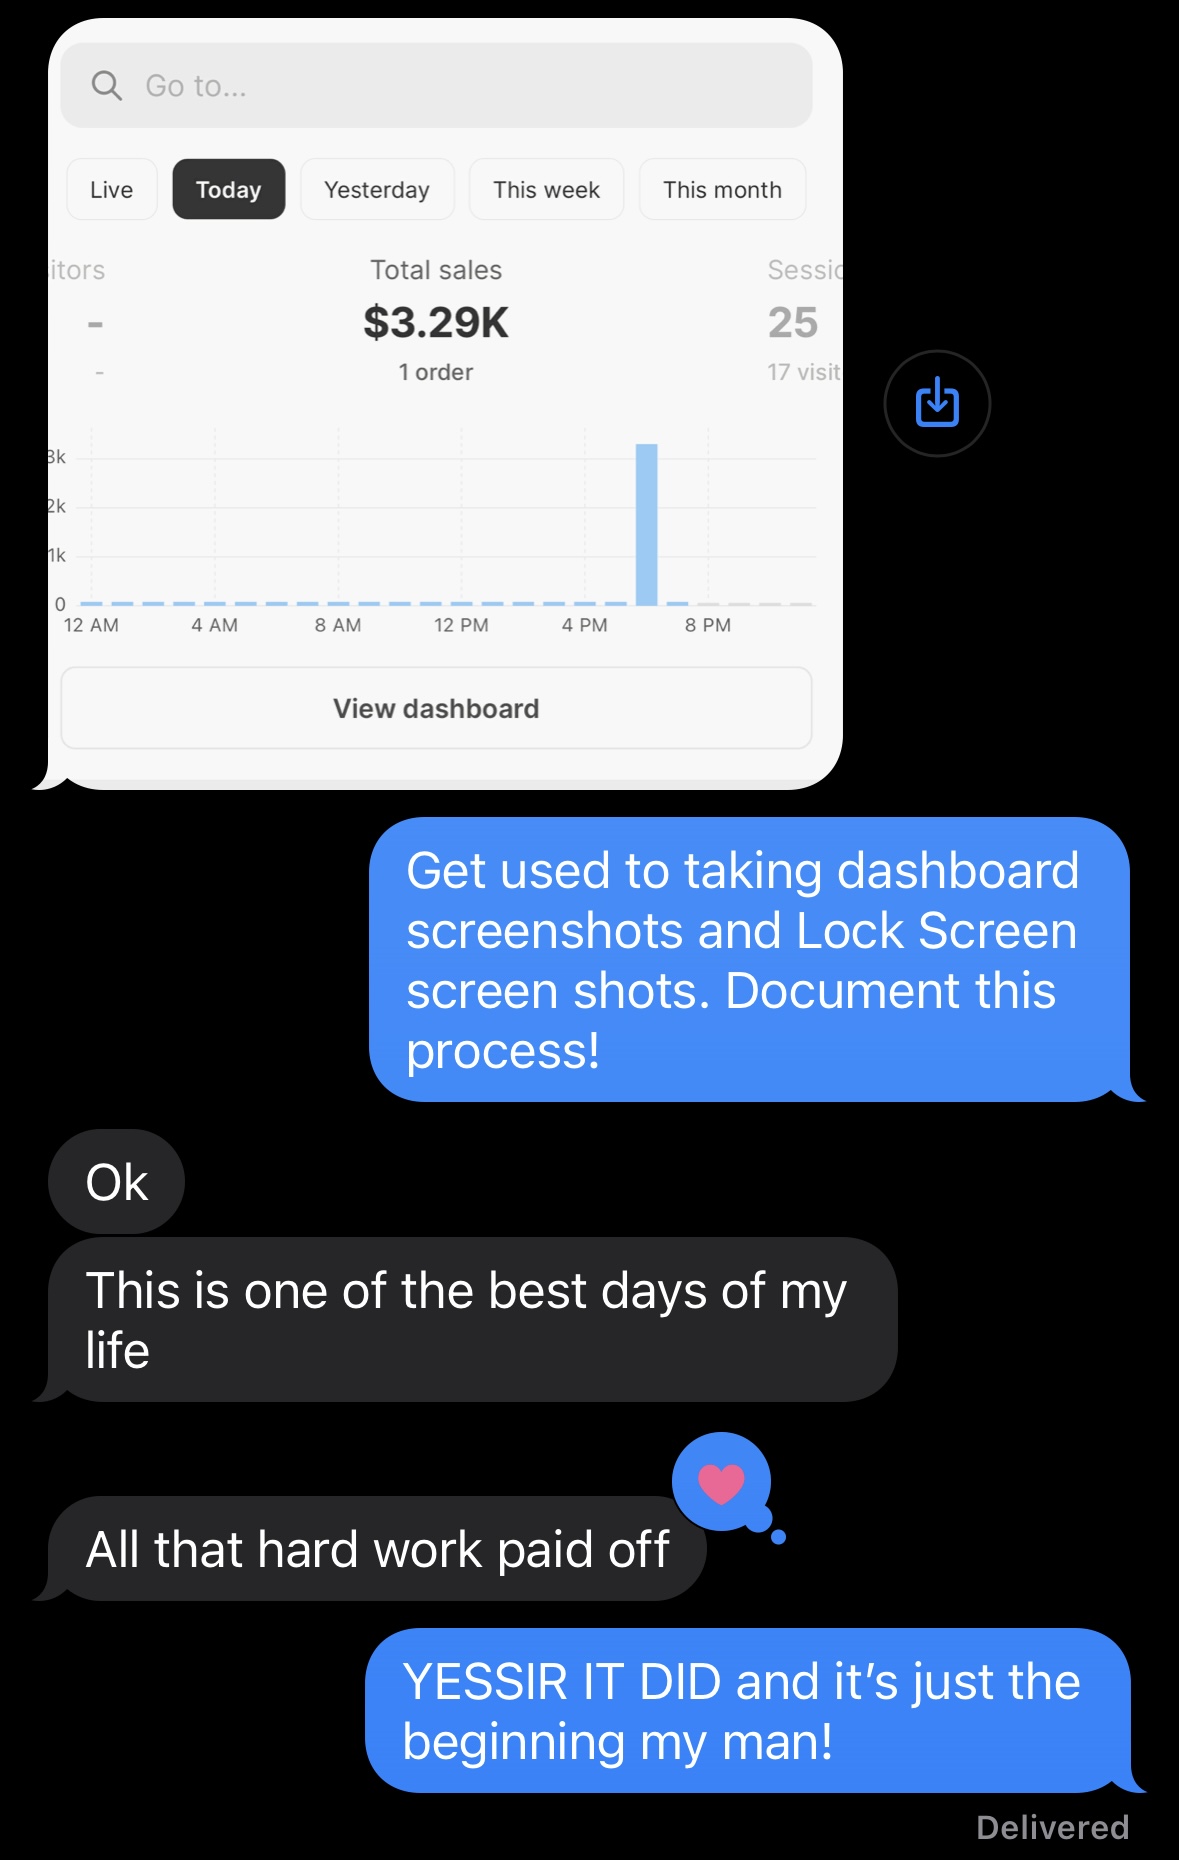 Go to...
Live Today Yesterday This week This month
itors Total sales Sessio
- $3.29K 25
- 1 order 17 visit
3k
2k
1k
0
12 AM 4 AM 8 AM 12 PM 4 PM 8 PM
View dashboard
Get used to taking dashboard
screenshots and Lock Screen
screen shots. Document this
process!
Ok
This is one of the best days of my
life
All that hard work paid off
YESSIR IT DID and it’s just the
beginning my man!
Delivered